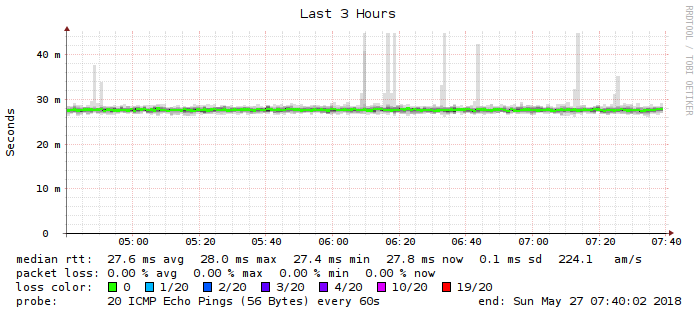 Last 3 Hours
RRDTOOL / TOBI OETIKER
Seconds
40 m
30 m
20 m
10 m
0
05:00 05:20 05:40 06:00 06:20 06:40 07:00 07:20 07:40
median rtt: 27.6 ms avg 28.0 ms max 27.4 ms min 27.8 ms now 0.1 ms sd 224.1 am/s
packet loss: 0.00 % avg 0.00 % max 0.00 % min 0.00 % now
loss color: 0 1/20 2/20 3/20 4/20 10/20 19/20
probe: 20 ICMP Echo Pings (56 Bytes) every 60s end: Sun May 27 07:40:02 2018